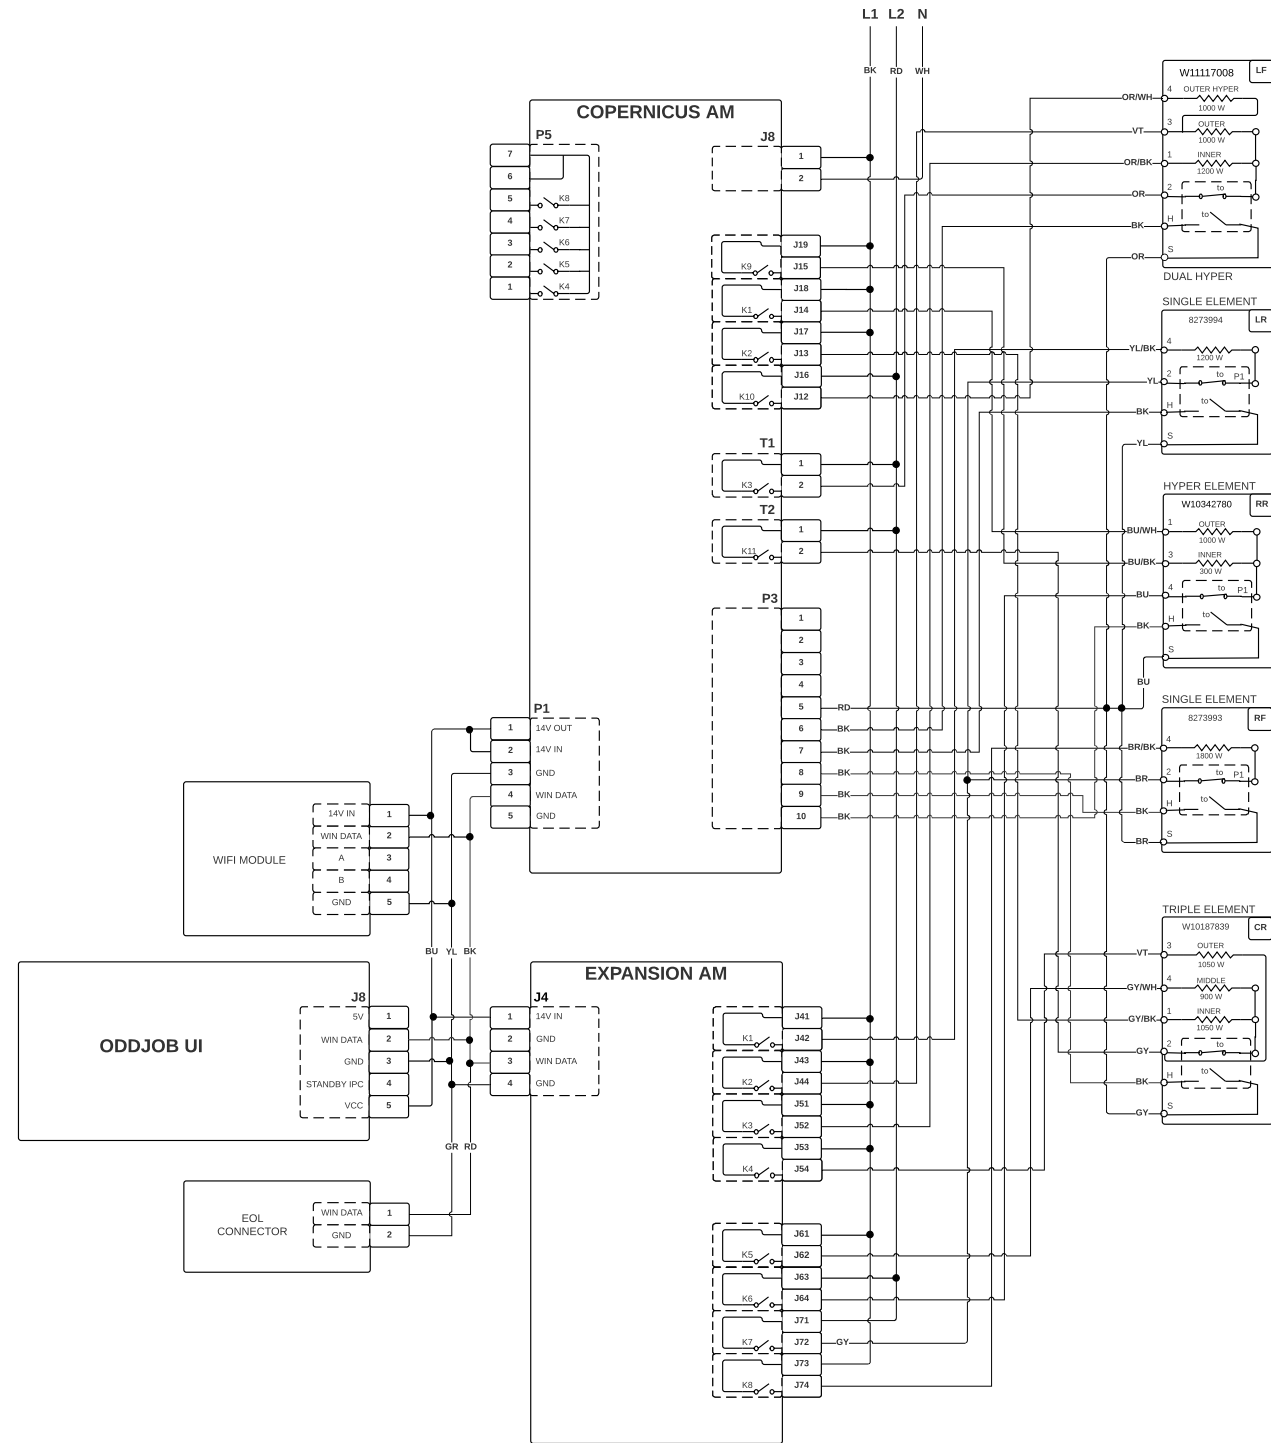 L1 L2 N
BK RD WH
COPERNICUS AM
P5
7
6
5 K8
4 K7
3 K6
2 K5
1 K4
J8
1
2
J19
K9 J15
J18
K1 J14
J17
K2 J13
J16
K10 J12
T1
1
K3 2
T2
1
K11 2
P3
1
2
3
4
5 RD
6 BK
7 BK
8 BK
9 BK
10 BK
P1
1 14V OUT
2 14V IN
3 GND
4 WIN DATA
5 GND
WIFI MODULE
14V IN 1
WIN DATA 2
A 3
B 4
GND 5
BU YL BK
ODDJOB UI
J8
5V 1
WIN DATA 2
GND 3
STANDBY IPC 4
VCC 5
GR RD
EOL
CONNECTOR
WIN DATA 1
GND 2
EXPANSION AM
J4
1 14V IN
2 GND
3 WIN DATA
4 GND
J41
K1 J42
J43
K2 J44
J51
K3 J52
J53
K4 J54
J61
K5 J62
J63
K6 J64
J71
K7 J72 GY
J73
K8 J74
W11117008 LF
OR/WH 4 OUTER HYPER
1000 W
VT 3 OUTER
1000 W
OR/BK 1 INNER
1200 W
OR 2 to
BK H to
OR S
DUAL HYPER
SINGLE ELEMENT
8273994 LR
YL/BK 4
1200 W
YL 2 to P1
BK H to
YL S
HYPER ELEMENT
W10342780 RR
BU/WH 1 OUTER
1000 W
BU/BK 3 INNER
300 W
BU 4 to P1
BK H to
S
BU
SINGLE ELEMENT
8273993 RF
BR/BK 4
1800 W
BR 2 to P1
BK H to
BR S
TRIPLE ELEMENT
W10187839 CR
VT 3 OUTER
1050 W
GY/WH 4 MIDDLE
900 W
GY/BK 1 INNER
1050 W
GY 2 to
BK H to
GY S